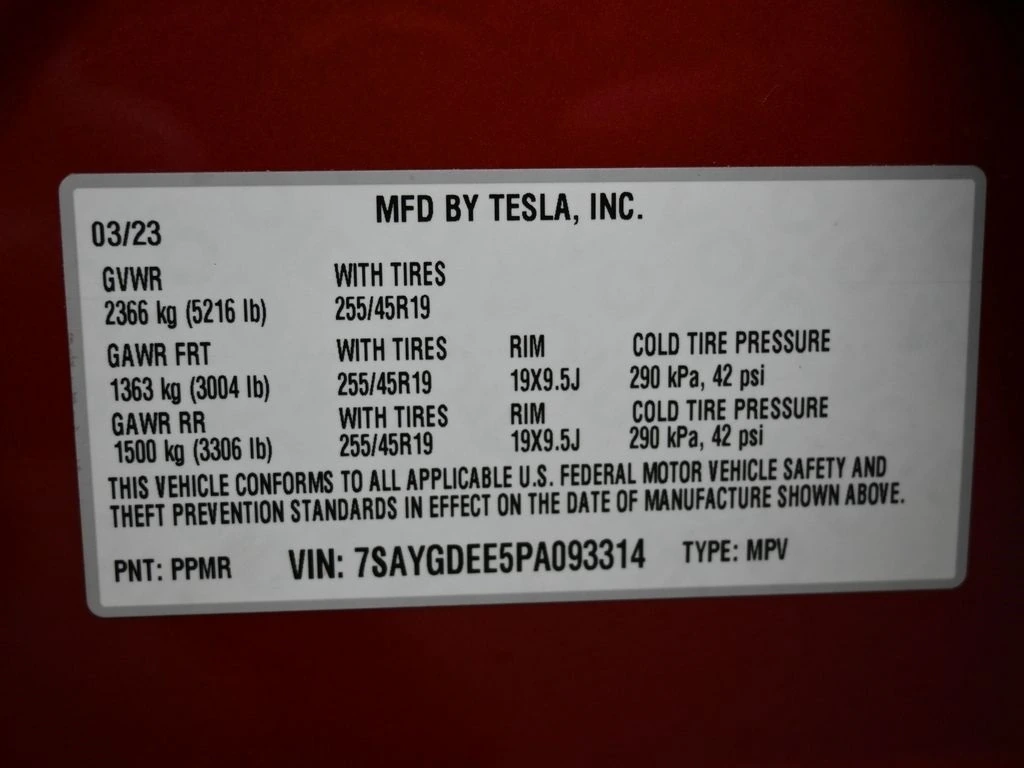 MFD BY TESLA, INC.
03/23
GVWR WITH TIRES
2366 kg (5216 lb) 255/45R19
GAWR FRT WITH TIRES RIM COLD TIRE PRESSURE
1363 kg (3004 lb) 255/45R19 19X9.5J 290 kPa, 42 psi
GAWR RR WITH TIRES RIM COLD TIRE PRESSURE
1500 kg (3306 lb) 255/45R19 19X9.5J 290 kPa, 42 psi
THIS VEHICLE CONFORMS TO ALL APPLICABLE U.S. FEDERAL MOTOR VEHICLE SAFETY AND
THEFT PREVENTION STANDARDS IN EFFECT ON THE DATE OF MANUFACTURE SHOWN ABOVE.
PNT: PPMR VIN: 7SAYGDEE5PA093314 TYPE: MPV